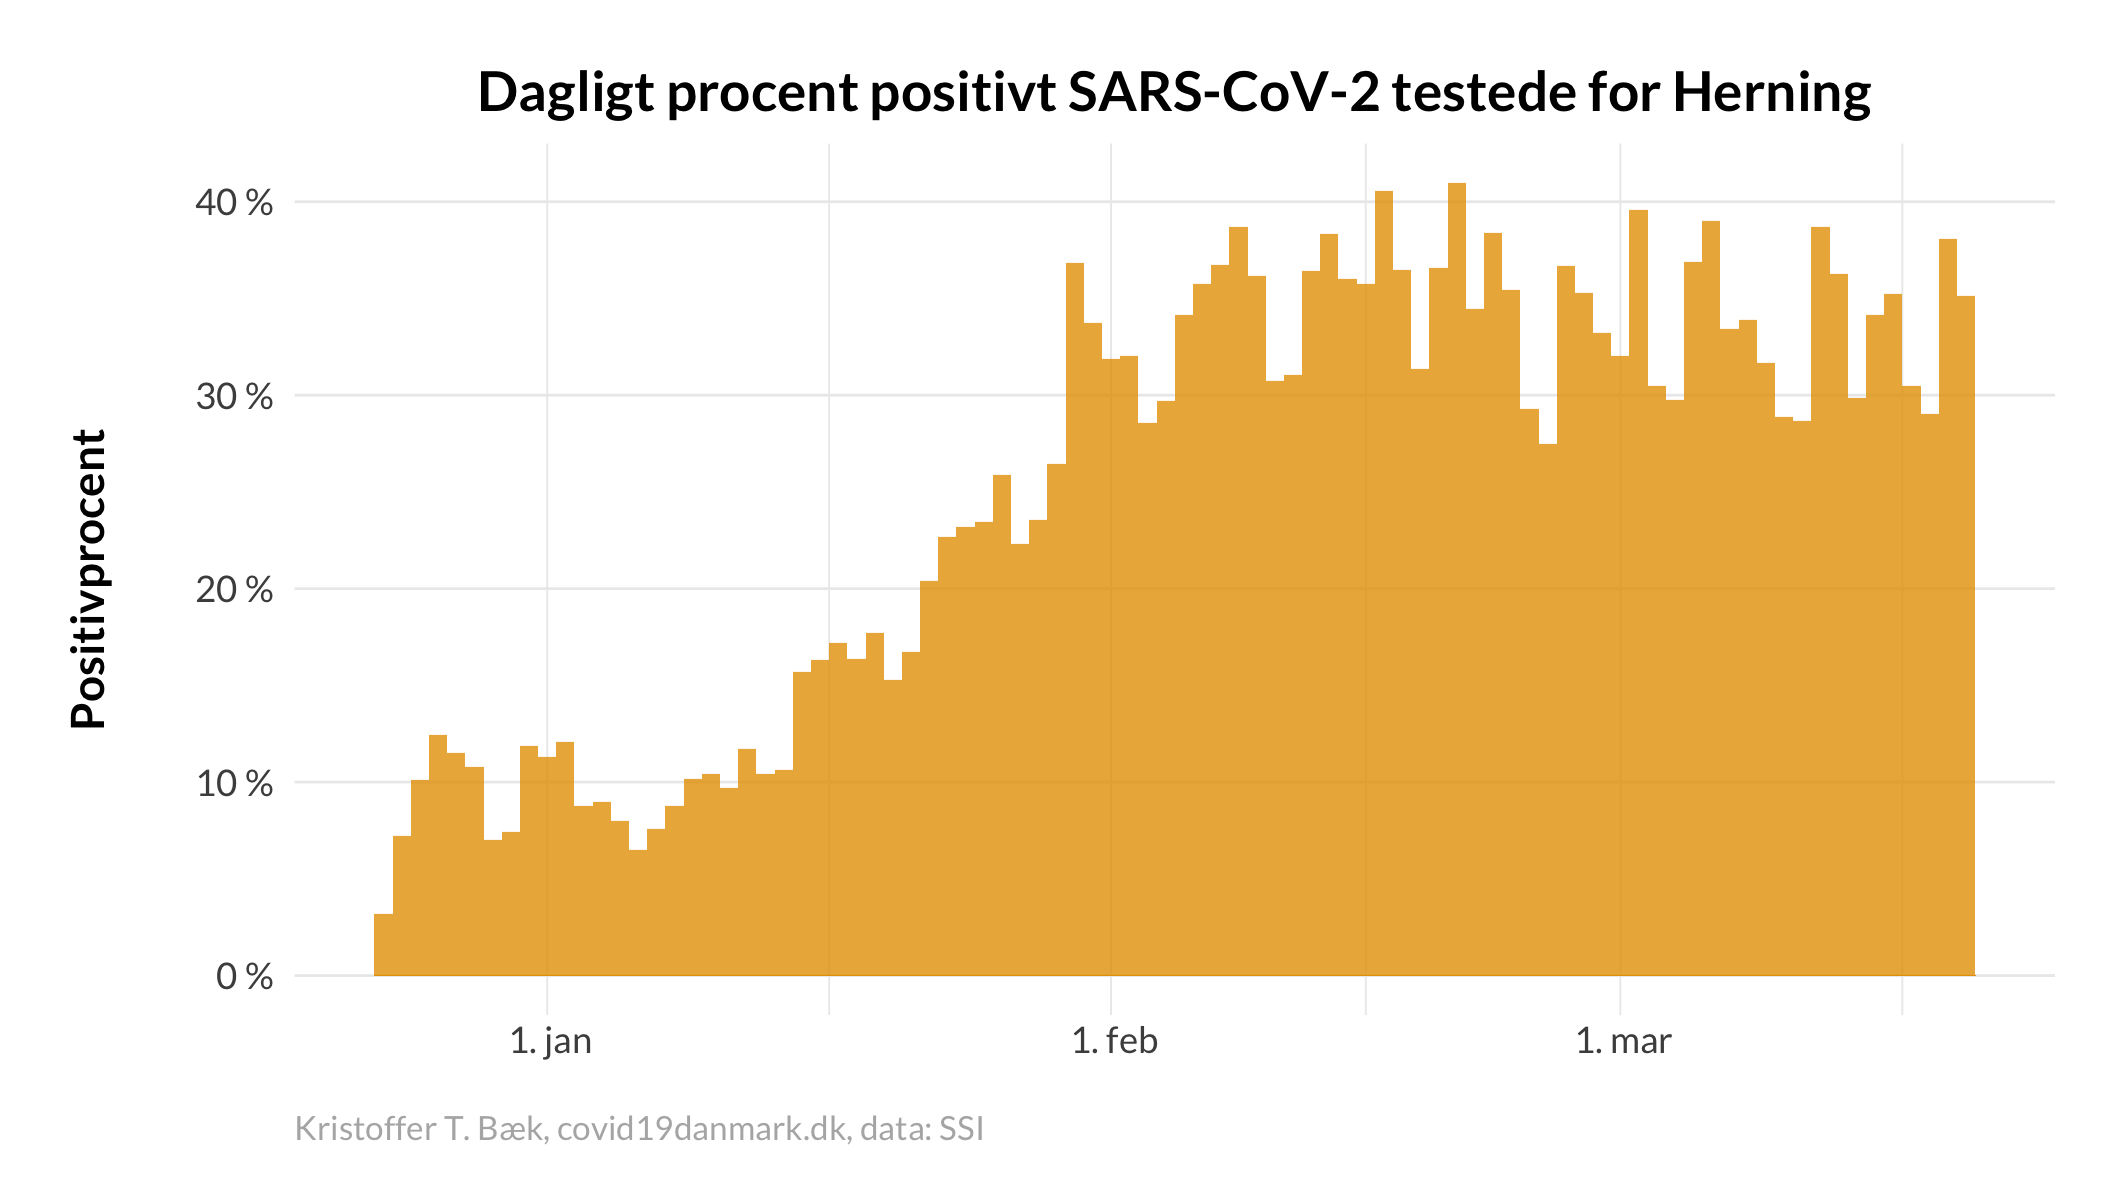 Dagligt procent positivt SARS-CoV-2 testede for Herning
Positivprocent
40 %
30 %
20 %
10 %
0 %
1. jan
1. feb
1. mar
Kristoffer T. Bæk, covid19danmark.dk, data: SSI